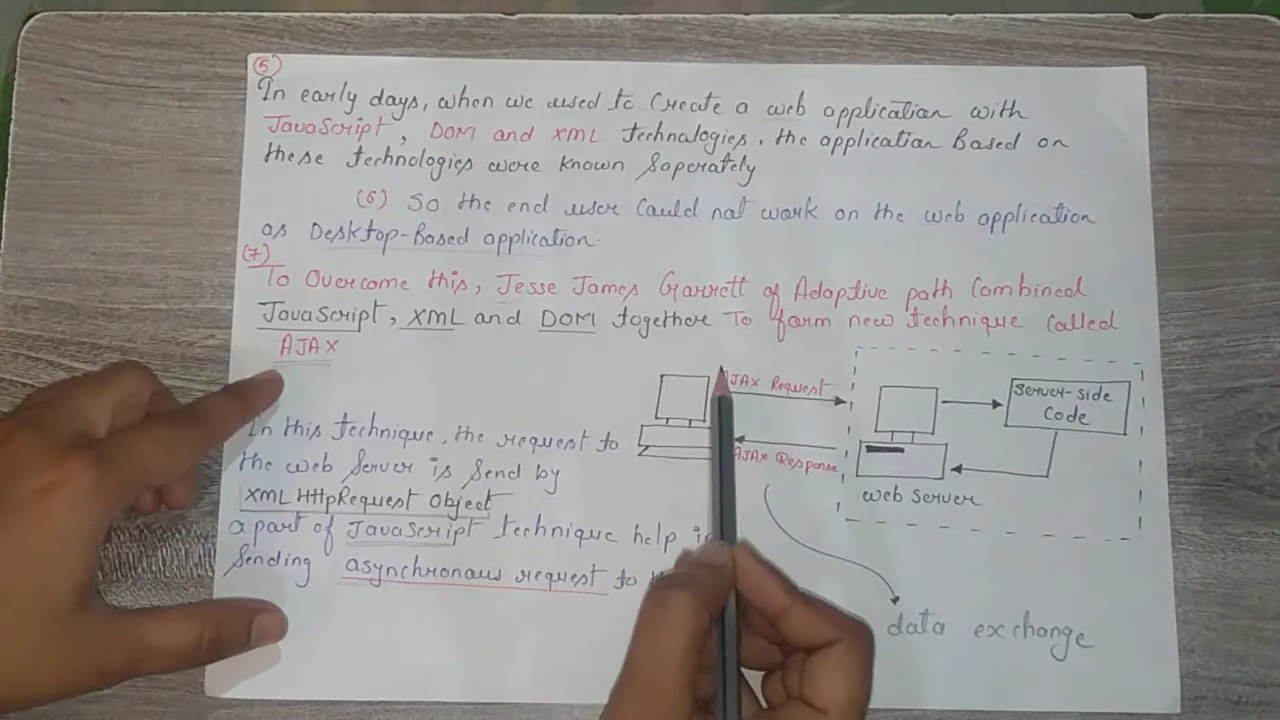 (5)
In early days, when we used to Create a web application with
JavaScript, DOM and XML Technalogies, the application Based on
these technologies were known Saperately
(6) So the end user Could not work on the web application
as Desktop-Based application.
(7)
To Overcome this, Jesse James Garrett of Adaptive path Combined
JavaScript, XML and DOM together To form new technique called
AJAX
In this technique, the request to
the web Server is Send by
XMLHttpRequest Object
a part of JavaScript technique help
Sending asynchronous request to
AJAX Request
AJAX Response
Server-side
Code
web server
data exchange